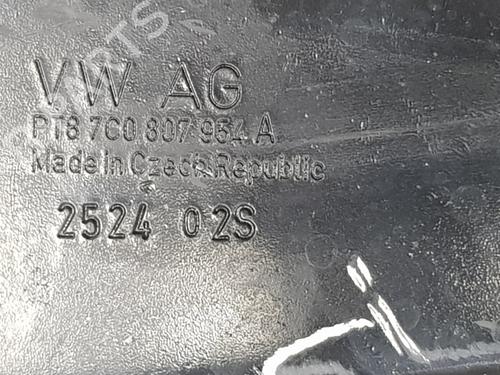 VW AG
PT8 7C0 807 954 A
Made in Czech Republic
2524 02S